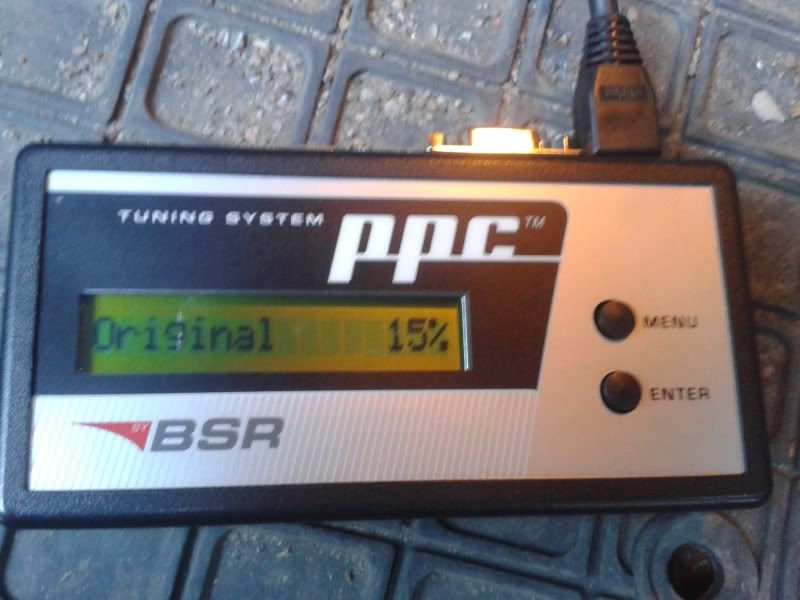 TUNING SYSTEM ppc™
Original 15%
MENU
ENTER
BY BSR